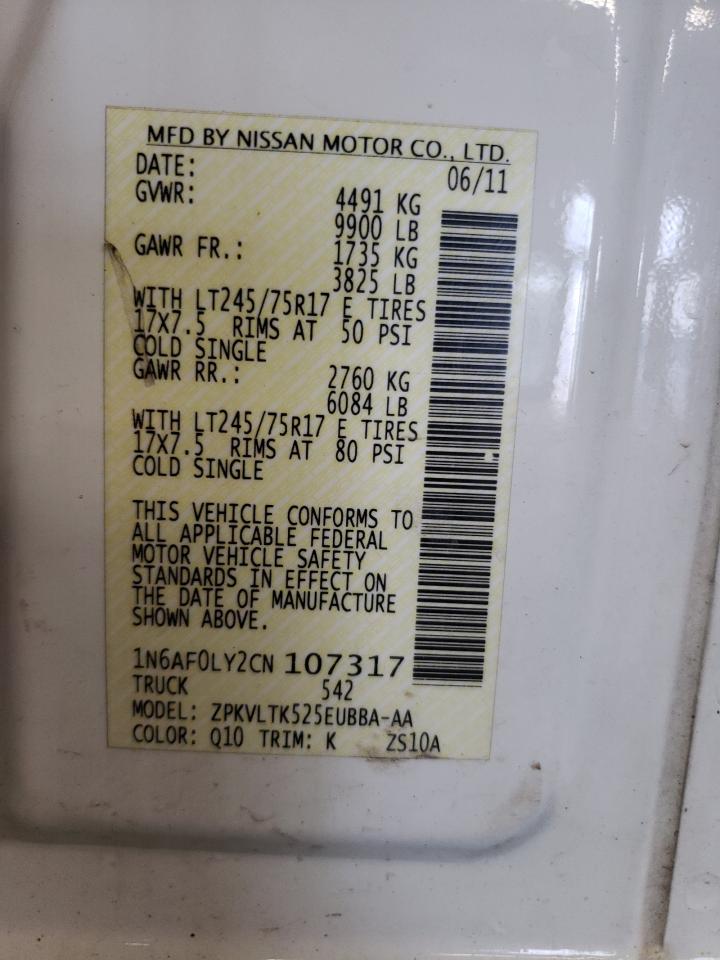 MFD BY NISSAN MOTOR CO., LTD.
DATE: 06/11
GVWR: 4491 KG
9900 LB
GAWR FR.: 1735 KG
3825 LB
WITH LT245/75R17 E TIRES
17X7.5 RIMS AT 50 PSI
COLD SINGLE
GAWR RR.: 2760 KG
6084 LB
WITH LT245/75R17 E TIRES
17X7.5 RIMS AT 80 PSI
COLD SINGLE
THIS VEHICLE CONFORMS TO
ALL APPLICABLE FEDERAL
MOTOR VEHICLE SAFETY
STANDARDS IN EFFECT ON
THE DATE OF MANUFACTURE
SHOWN ABOVE.
1N6AF0LY2CN 107317
TRUCK 542
MODEL: ZPKVLTK525EUBBA-AA
COLOR: Q10 TRIM: K ZS10A